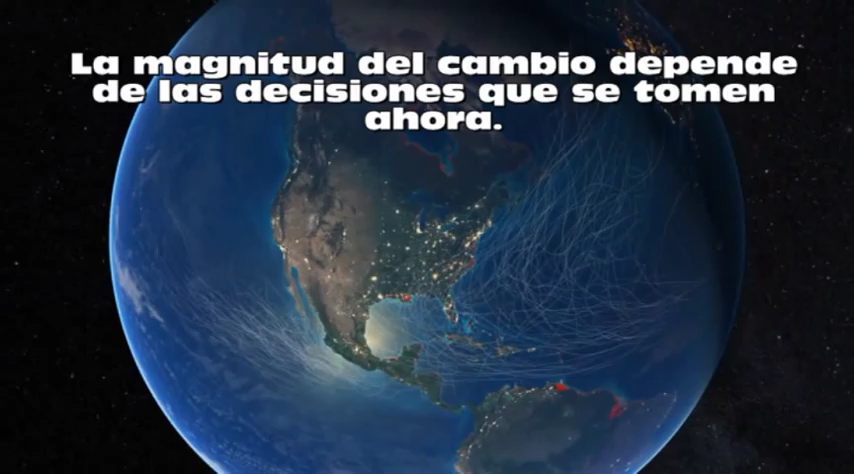 La magnitud del cambio depende
de las decisiones que se tomen
ahora.